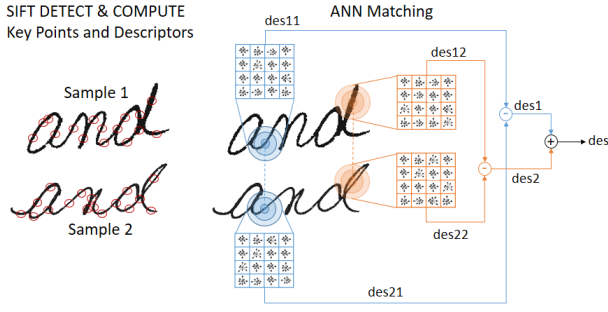 SIFT DETECT & COMPUTE
Key Points and Descriptors
ANN Matching
des11
des12
Sample 1
and
and
des1
des
des2
and
and
Sample 2
des22
des21